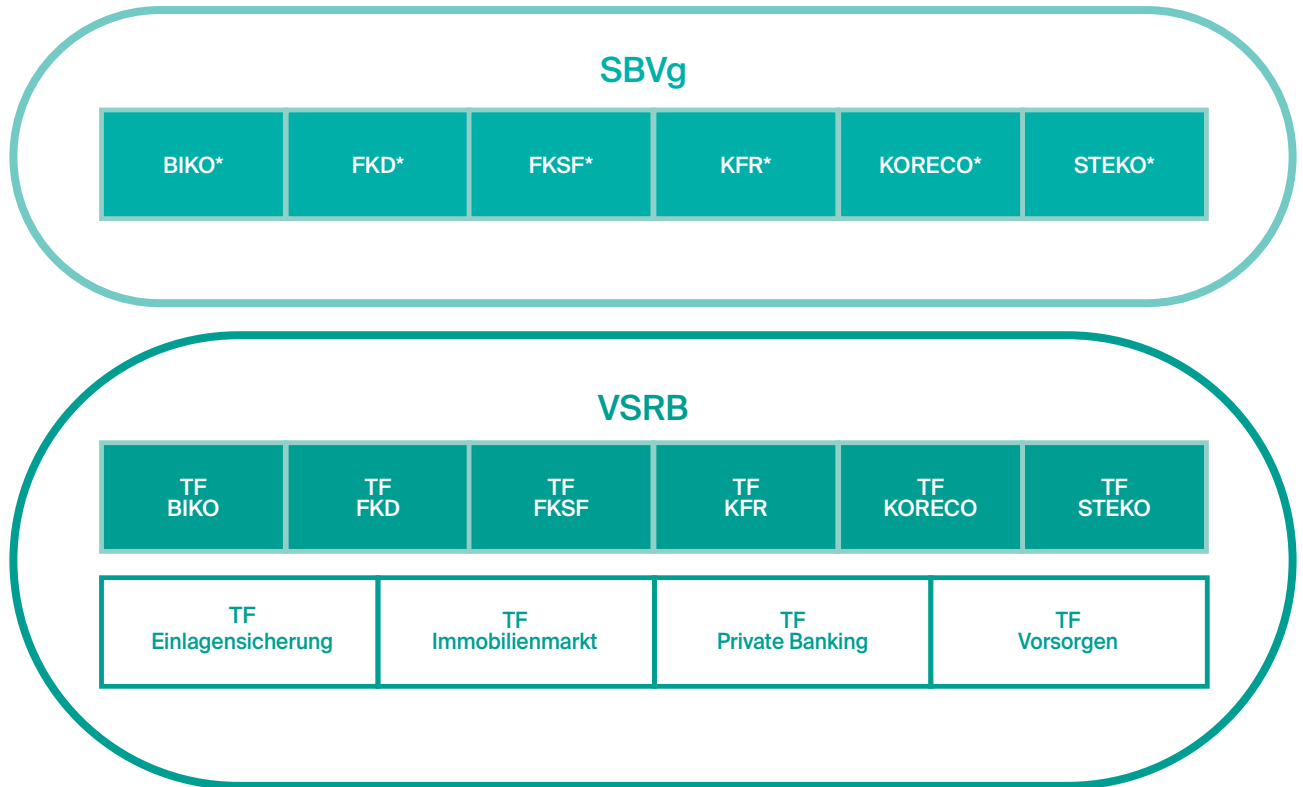 SBVg
BIKO*
FKD*
FKSF*
KFR*
KORECO*
STEKO*
VSRB
TF
BIKO
TF
FKD
TF
FKSF
TF
KFR
TF
KORECO
TF
STEKO
TF
Einlagensicherung
TF
Immobilienmarkt
TF
Private Banking
TF
Vorsorgen